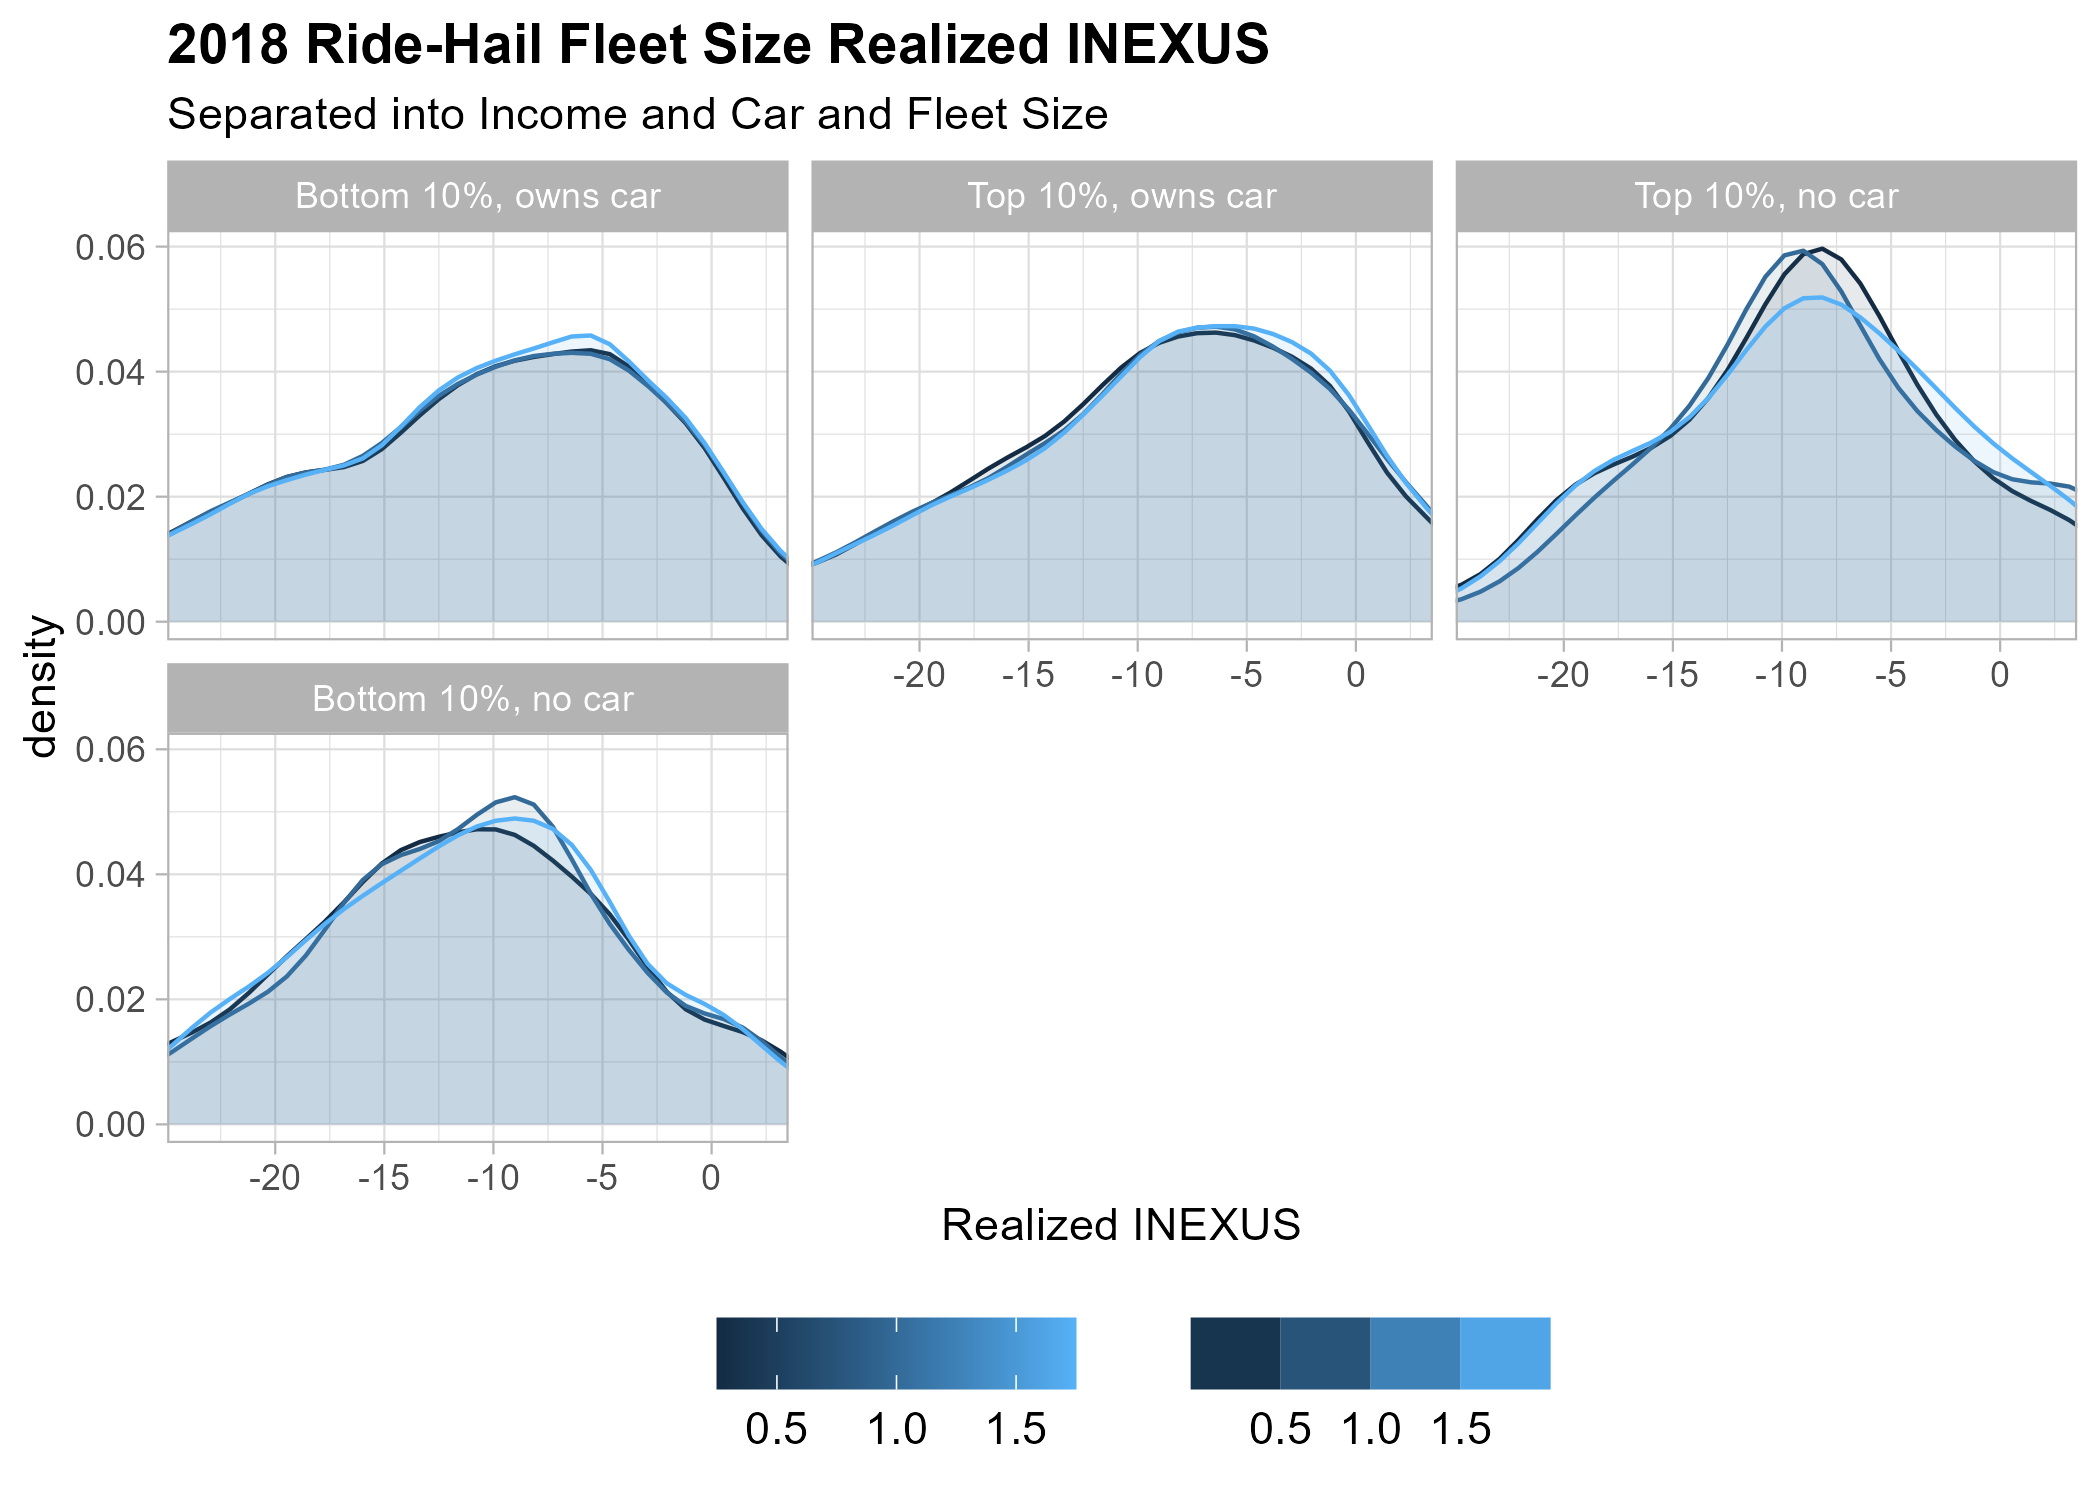 2018 Ride-Hail Fleet Size Realized INEXUS
Separated into Income and Car and Fleet Size
Bottom 10%, owns car
Top 10%, owns car
Top 10%, no car
0.06
0.04
0.02
0.00
-20 -15 -10 -5 0
-20 -15 -10 -5 0
density
Bottom 10%, no car
0.06
0.04
0.02
0.00
-20 -15 -10 -5 0
Realized INEXUS
0.5 1.0 1.5
0.5 1.0 1.5